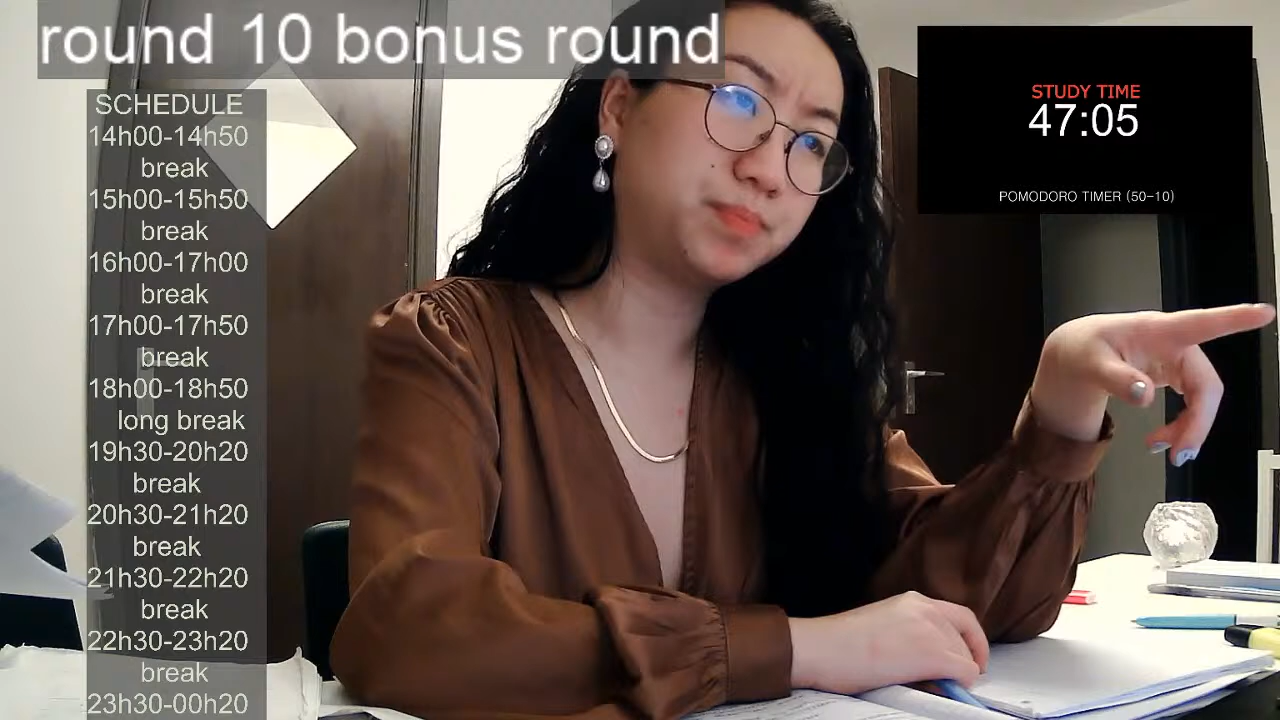 round 10 bonus round
SCHEDULE
14h00-14h50
break
15h00-15h50
break
16h00-17h00
break
17h00-17h50
break
18h00-18h50
long break
19h30-20h20
break
20h30-21h20
break
21h30-22h20
break
22h30-23h20
break
23h30-00h20
STUDY TIME
47:05
POMODORO TIMER (50-10)